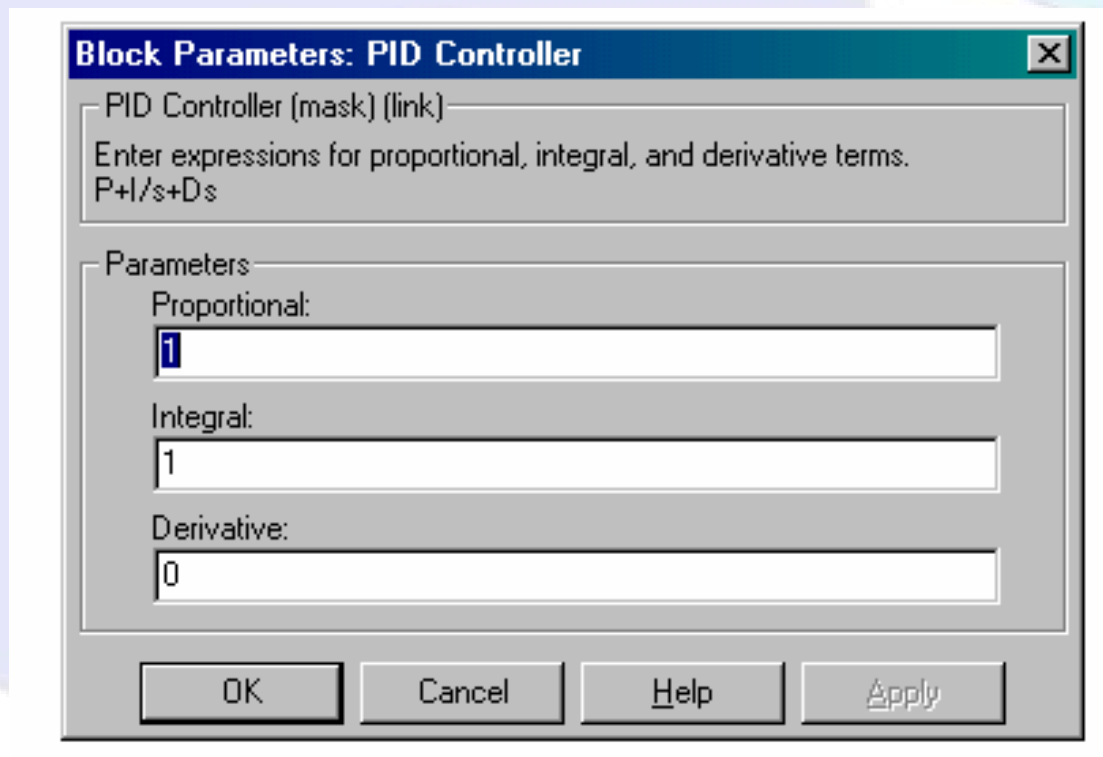 Block Parameters: PID Controller
PID Controller (mask) (link)
Enter expressions for proportional, integral, and derivative terms.
P+I/s+Ds
Parameters
Proportional:
1
Integral:
1
Derivative:
0
OK Cancel Help Apply